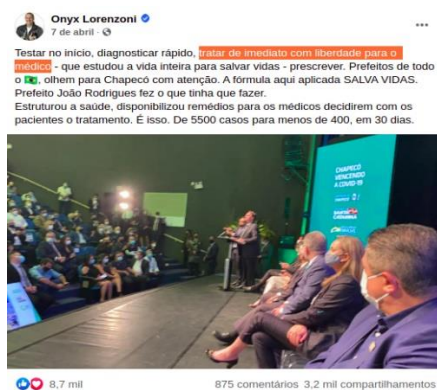 Onyx Lorenzoni
7 de abril ·
Testar no início, diagnosticar rápido, tratar de imediato com liberdade para o
médico - que estudou a vida inteira para salvar vidas - prescrever. Prefeitos de todo
o 🇧🇷, olhem para Chapecó com atenção. A fórmula aqui aplicada SALVA VIDAS.
Prefeito João Rodrigues fez o que tinha que fazer.
Estruturou a saúde, disponibilizou remédios para os médicos decidirem com os
pacientes o tratamento. É isso. De 5500 casos para menos de 400, em 30 dias.
CHAPECÓ
VENCENDO
A COVID-19
8,7 mil
875 comentários 3,2 mil compartilhamentos